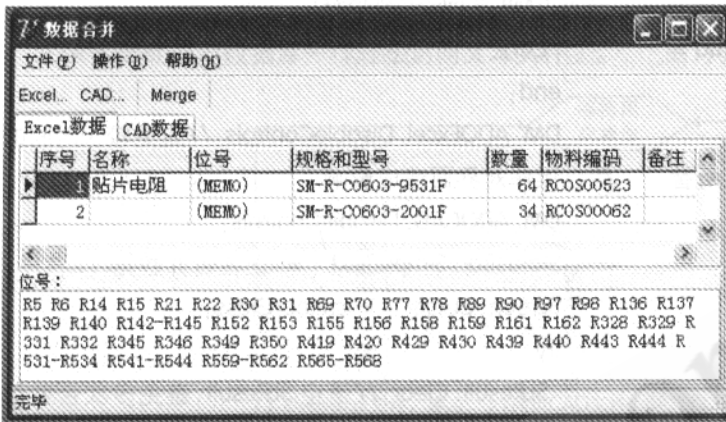 数据合并
文件(F) 操作(O) 帮助(H)
Excel... CAD... Merge
Excel数据 CAD数据
序号 名称 位号 规格和型号 数量 物料编码 备注
1 贴片电阻 (MEMO) SM-R-C0603-9531F 64 RC0S00523
2 (MEMO) SM-R-C0603-2001F 34 RC0S00062
位号:
R5 R6 R14 R15 R21 R22 R30 R31 R69 R70 R77 R78 R89 R90 R97 R98 R136 R137
R139 R140 R142-R145 R152 R153 R155 R156 R158 R159 R161 R162 R328 R329 R
331 R332 R345 R346 R349 R350 R419 R420 R429 R430 R439 R440 R443 R444 R
531-R534 R541-R544 R559-R562 R565-R568
完毕